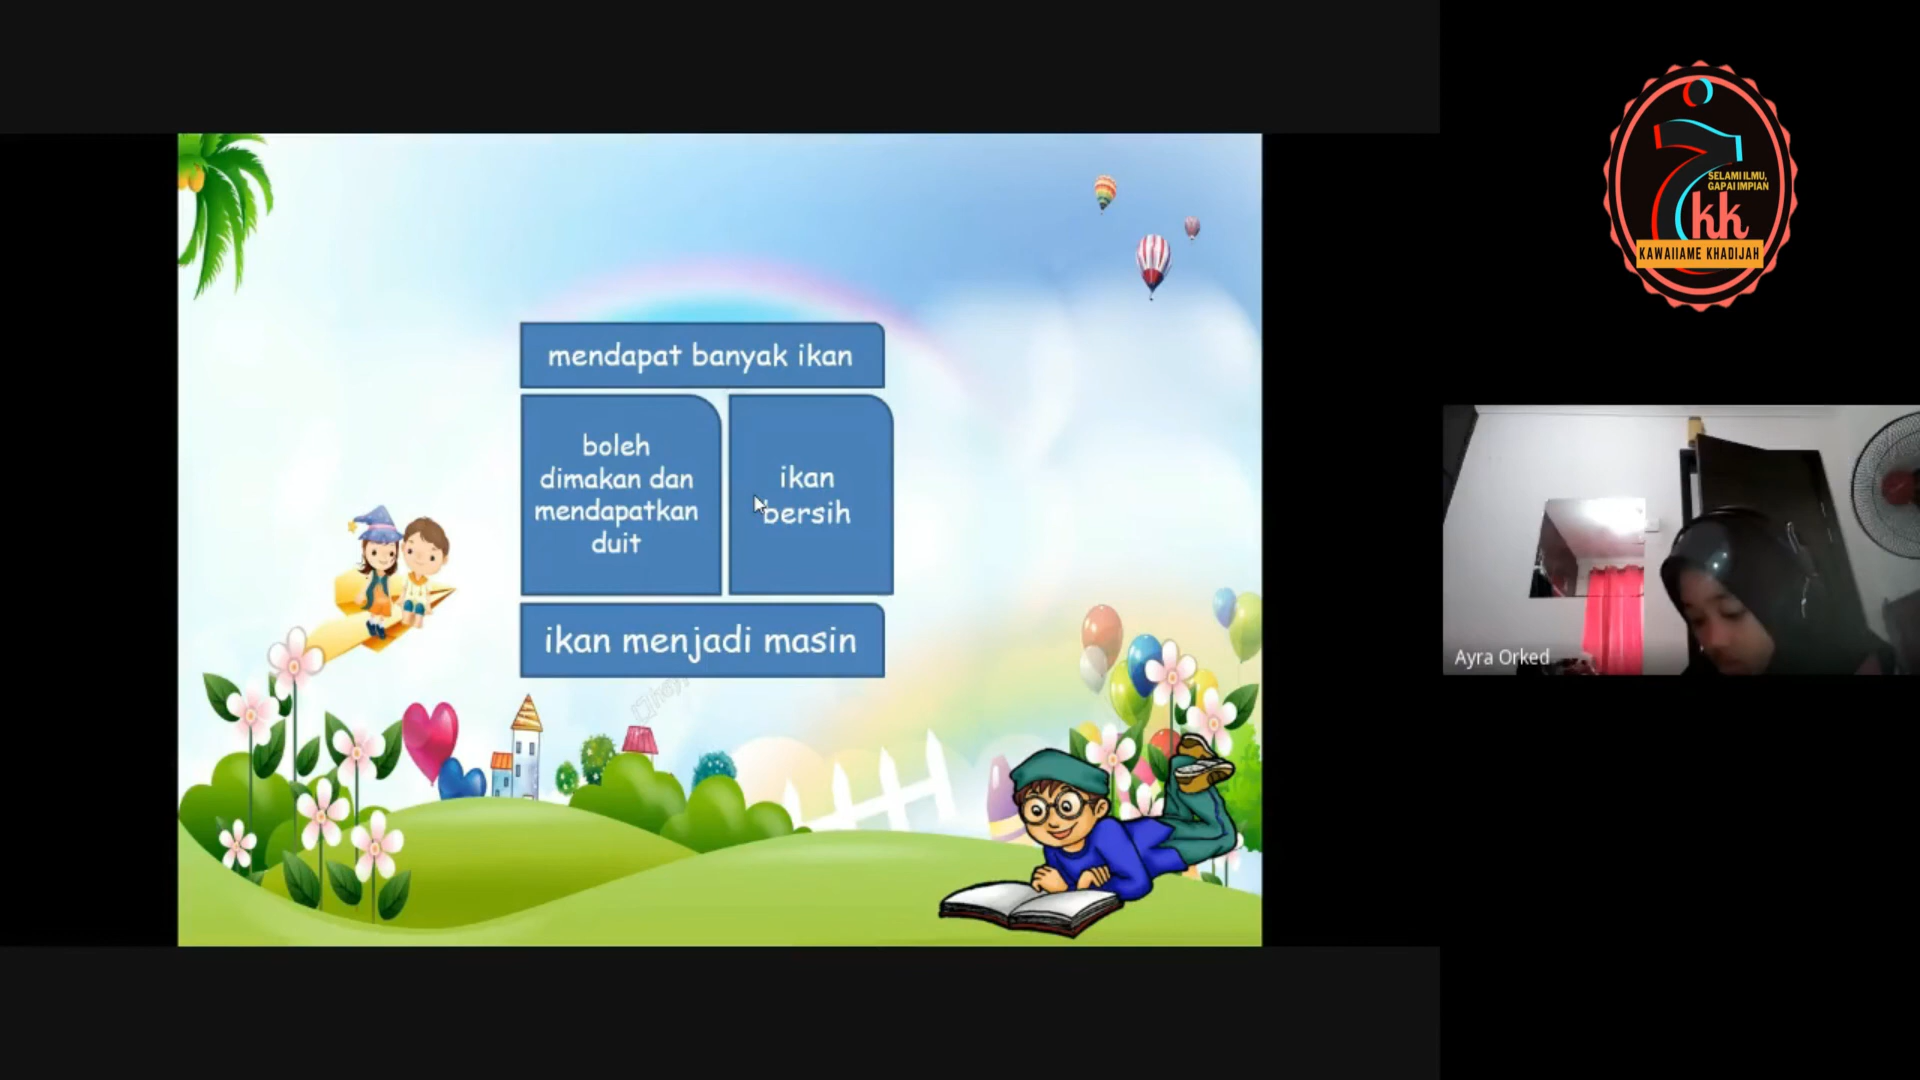 mendapat banyak ikan
boleh
dimakan dan
mendapatkan
duit
ikan
bersih
ikan menjadi masin
SELAMI ILMU,
GAPAI IMPIAN
kk
KAWAIIAME KHADIJAH
Ayra Orked